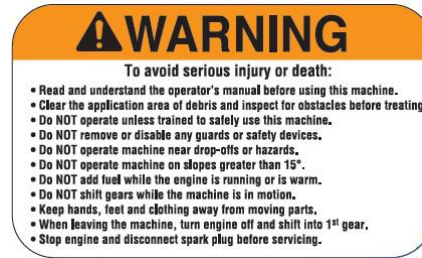 WARNING
To avoid serious injury or death:
• Read and understand the operator's manual before using this machine.
• Clear the application area of debris and inspect for obstacles before treating
• Do NOT operate unless trained to safely use this machine.
• Do NOT remove or disable any guards or safety devices.
• Do NOT operate machine near drop-offs or hazards.
• Do NOT operate machine on slopes greater than 15°.
• Do NOT add fuel while the engine is running or is warm.
• Do NOT shift gears while the machine is in motion.
• Keep hands, feet and clothing away from moving parts.
• When leaving the machine, turn engine off and shift into 1st gear.
• Stop engine and disconnect spark plug before servicing.